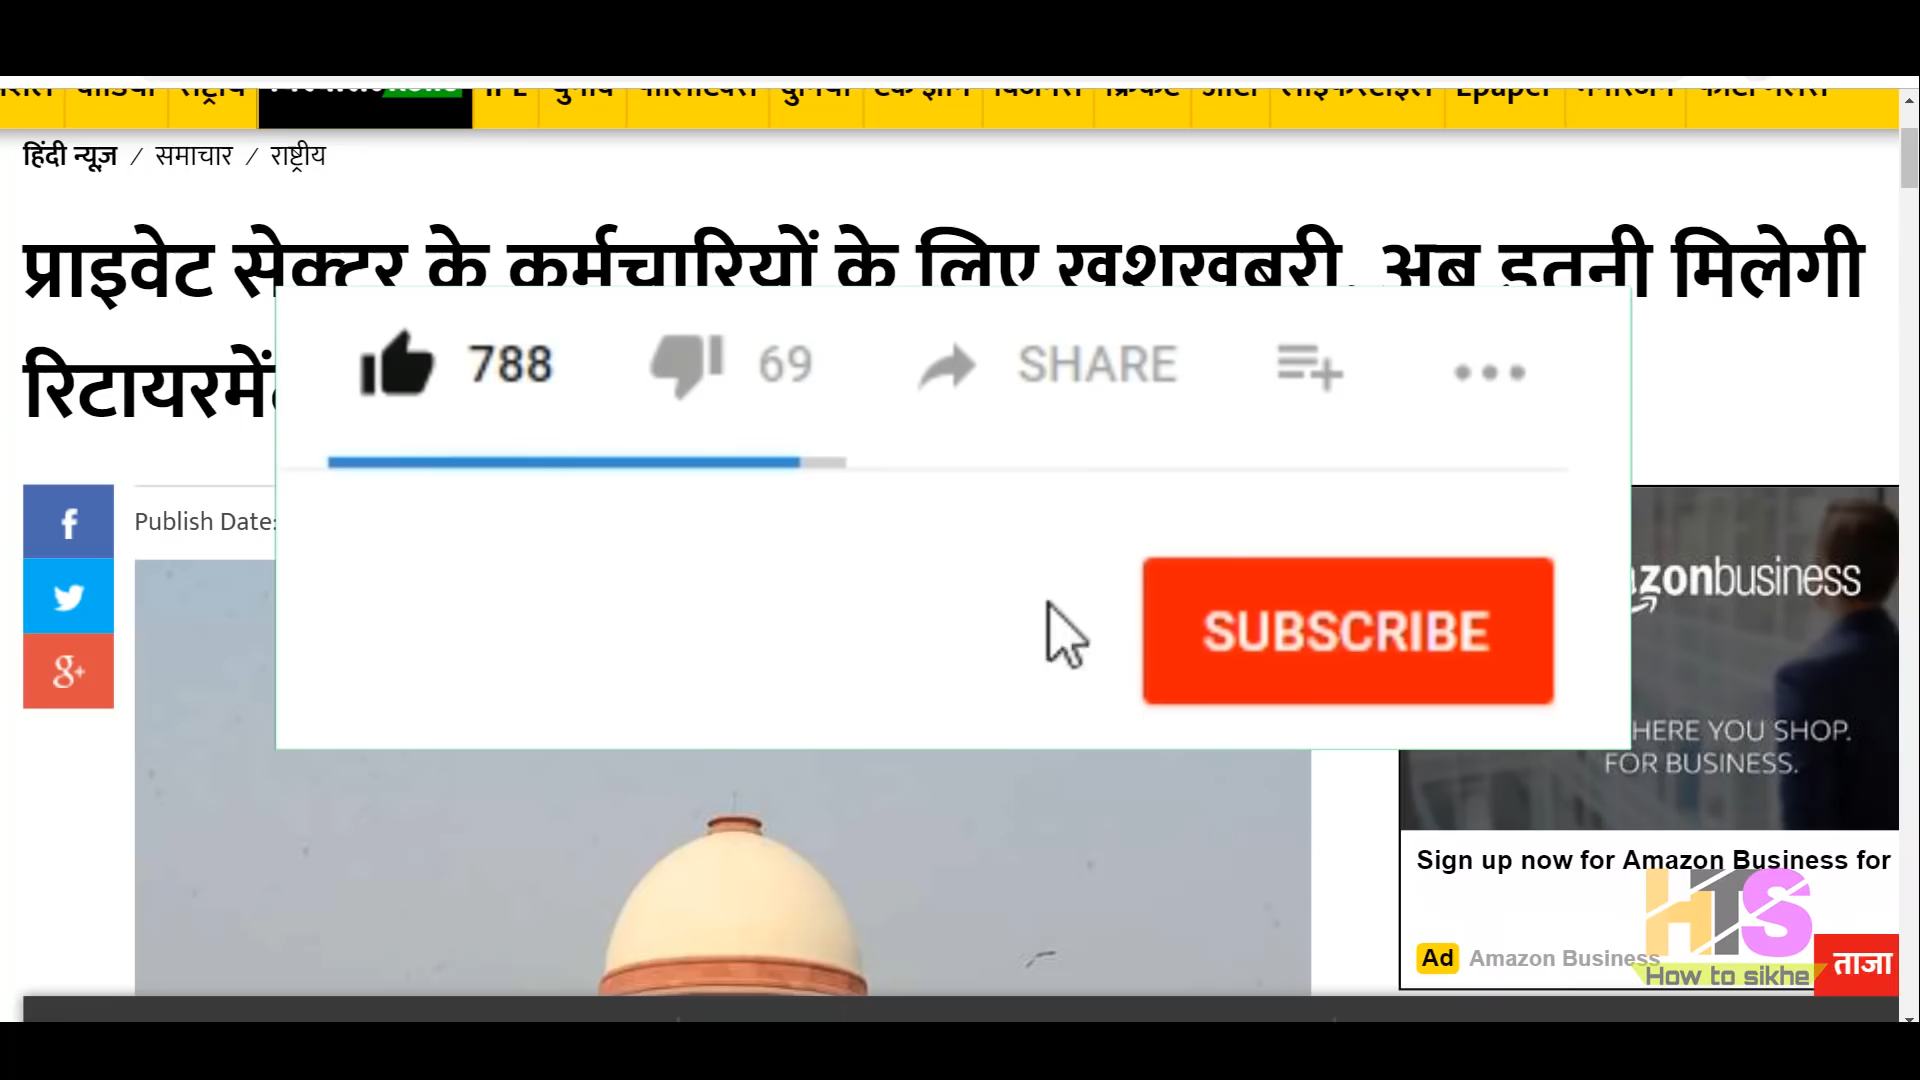 हिंदी न्यूज़ / समाचार / राष्ट्रीय
प्राइवेट सेक्टर के कर्मचारियों के लिए खुशखबरी, अब इतनी मिलेगी
रिटायरमेंट
788 69 SHARE
Publish Date:
SUBSCRIBE
zonbusiness
HERE YOU SHOP.
FOR BUSINESS.
Sign up now for Amazon Business for
Ad Amazon Business
HTS
How to sikhe
ताजा